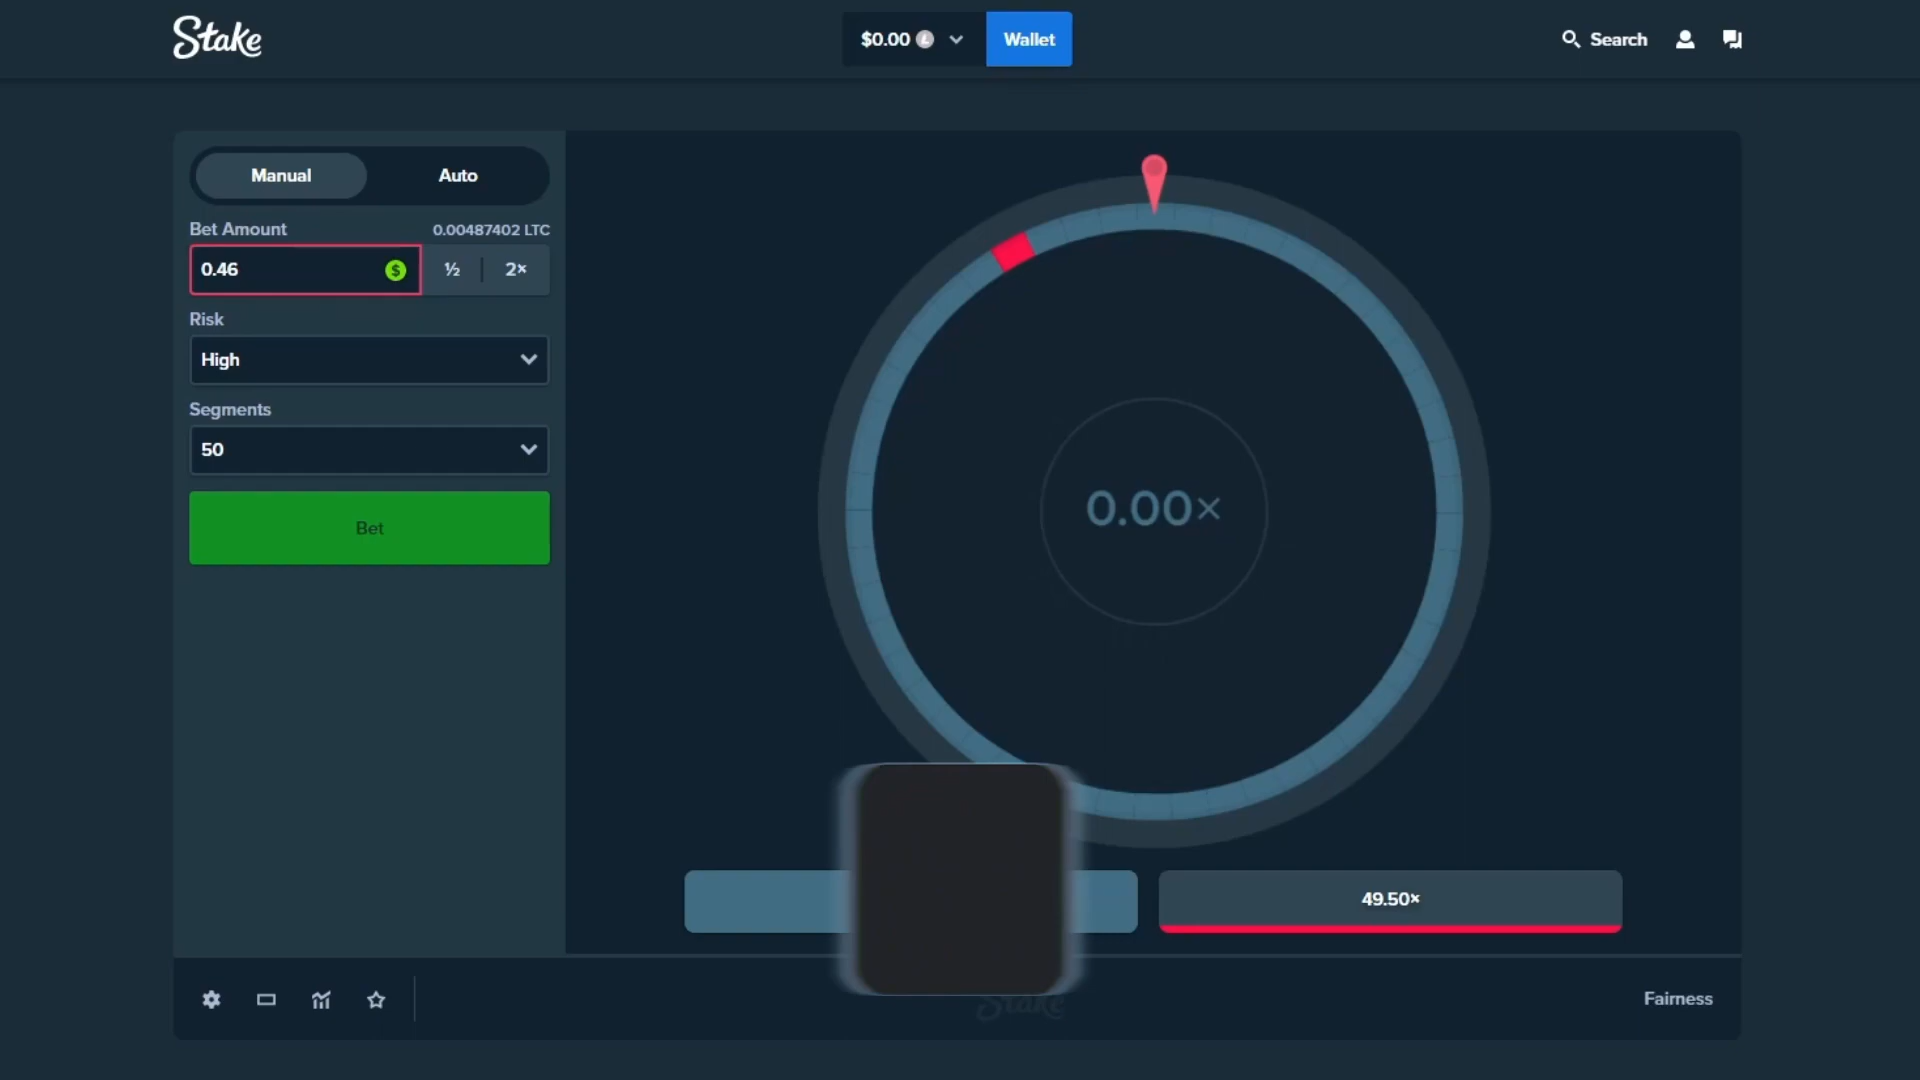 Stake
$0.00
Wallet
Search
Manual
Auto
Bet Amount
0.00487402 LTC
0.46
$
½
2×
Risk
High
Segments
50
Bet
0.00×
49.50×
Stake
Fairness